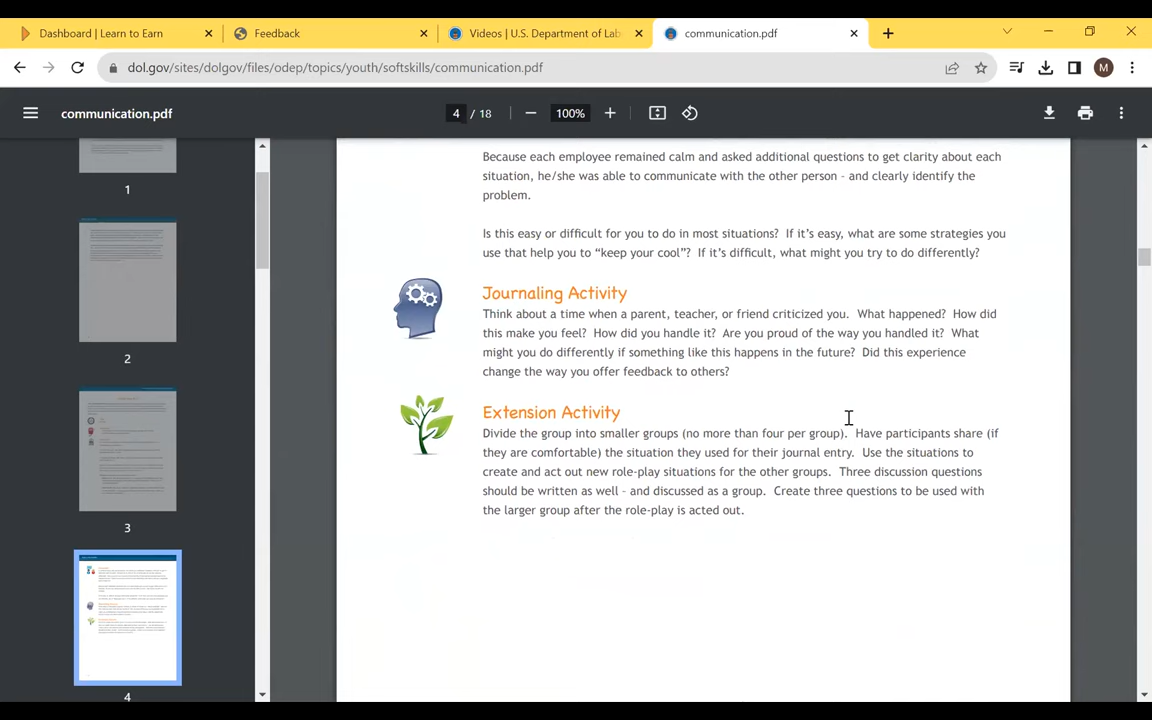 Dashboard | Learn to Earn
Feedback
Videos | U.S. Department of Lab
communication.pdf
dol.gov/sites/dolgov/files/odep/topics/youth/softskills/communication.pdf
M
communication.pdf
4 / 18
100%
1
2
3
4
Because each employee remained calm and asked additional questions to get clarity about each
situation, he/she was able to communicate with the other person - and clearly identify the
problem.
Is this easy or difficult for you to do in most situations? If it's easy, what are some strategies you
use that help you to “keep your cool”? If it's difficult, what might you try to do differently?
Journaling Activity
Think about a time when a parent, teacher, or friend criticized you. What happened? How did
this make you feel? How did you handle it? Are you proud of the way you handled it? What
might you do differently if something like this happens in the future? Did this experience
change the way you offer feedback to others?
Extension Activity
Divide the group into smaller groups (no more than four per group). Have participants share (if
they are comfortable) the situation they used for their journal entry. Use the situations to
create and act out new role-play situations for the other groups. Three discussion questions
should be written as well - and discussed as a group. Create three questions to be used with
the larger group after the role-play is acted out.